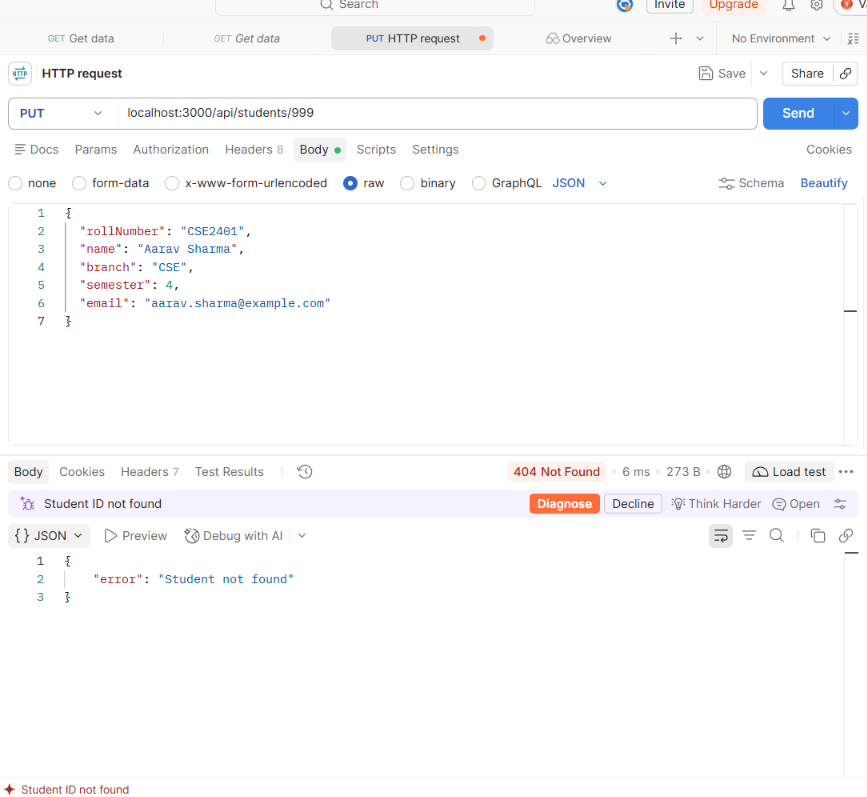 Search Invite Upgrade
GET Get data GET Get data PUT HTTP request Overview No Environment
HTTP HTTP request Save Share
PUT localhost:3000/api/students/999 Send
Docs Params Authorization Headers 8 Body Scripts Settings Cookies
none form-data x-www-form-urlencoded raw binary GraphQL JSON Schema Beautify
1 {
2 "rollNumber": "CSE2401",
3 "name": "Aarav Sharma",
4 "branch": "CSE",
5 "semester": 4,
6 "email": "aarav.sharma@example.com"
7 }
Body Cookies Headers 7 Test Results 404 Not Found • 6 ms • 273 B • Load test
Student ID not found Diagnose Decline Think Harder Open
{} JSON Preview Debug with AI
1 {
2 "error": "Student not found"
3 }
Student ID not found